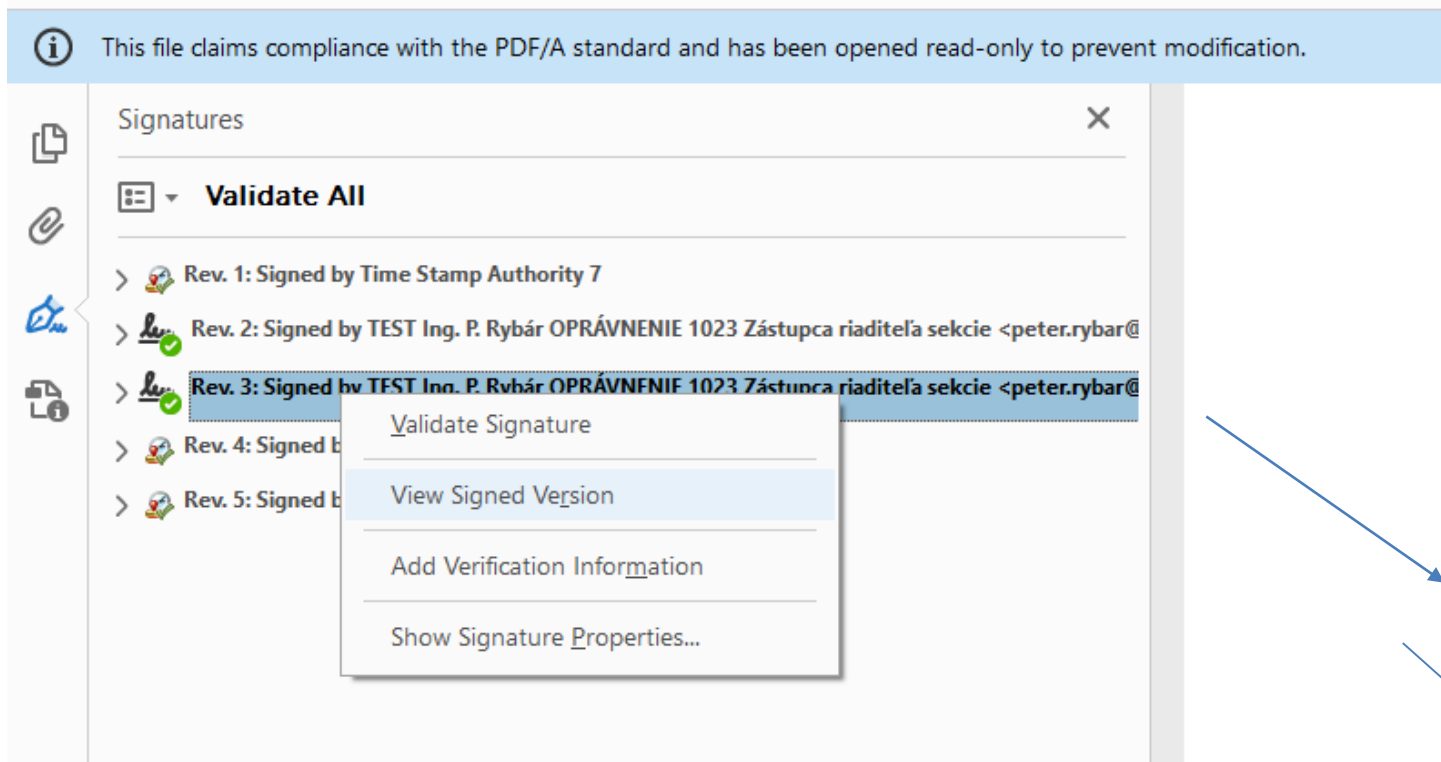 This file claims compliance with the PDF/A standard and has been opened read-only to prevent modification.
Signatures
Validate All
Rev. 1: Signed by Time Stamp Authority 7
Rev. 2: Signed by TEST Ing. P. Rybár OPRÁVNENIE 1023 Zástupca riaditeľa sekcie <peter.rybar@
Rev. 3: Signed by TEST Ing. P. Rybár OPRÁVNENIE 1023 Zástupca riaditeľa sekcie <peter.rybar@
Validate Signature
Rev. 4: Signed
View Signed Version
Rev. 5: Signed
Add Verification Information
Show Signature Properties...